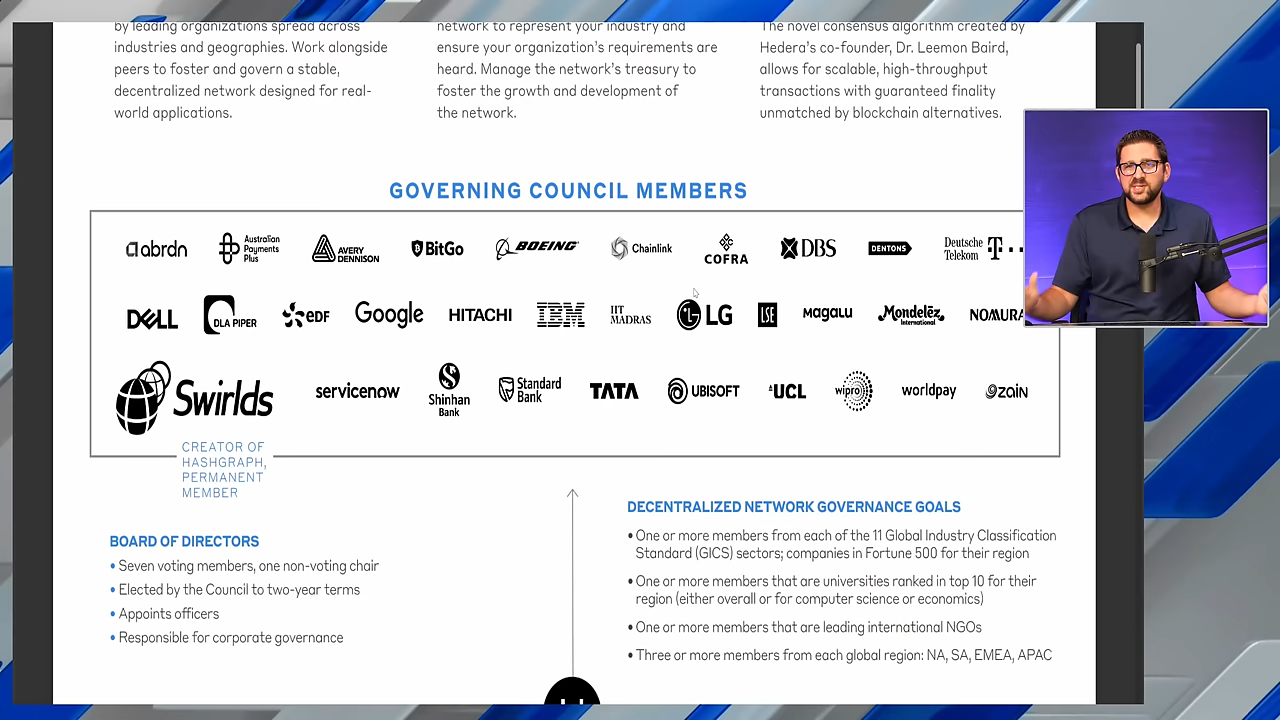 by leading organizations spread across
industries and geographies. Work alongside
peers to foster and govern a stable,
decentralized network designed for real-
world applications.
network to represent your industry and
ensure your organization's requirements are
heard. Manage the network's treasury to
foster the growth and development of
the network.
The novel consensus algorithm created by
Hedera's co-founder, Dr. Leemon Baird,
allows for scalable, high-throughput
transactions with guaranteed finality
unmatched by blockchain alternatives.
GOVERNING COUNCIL MEMBERS
abrdn
Australian
Payments
Plus
AVERY
DENNISON
BitGo
BOEING
Chainlink
COFRA
DBS
DENTONS
Deutsche
Telekom
T
DELL
DLA PIPER
eDF
Google
HITACHI
IBM
IIT
MADRAS
LG
LSE
magalu
Mondelēz
International
NOMURA
Swirlds
servicenow
Shinhan
Bank
Standard
Bank
TATA
UBISOFT
UCL
wipro
worldpay
zain
CREATOR OF
HASHGRAPH,
PERMANENT
MEMBER
BOARD OF DIRECTORS
• Seven voting members, one non-voting chair
• Elected by the Council to two-year terms
• Appoints officers
• Responsible for corporate governance
DECENTRALIZED NETWORK GOVERNANCE GOALS
• One or more members from each of the 11 Global Industry Classification
Standard (GICS) sectors; companies in Fortune 500 for their region
• One or more members that are universities ranked in top 10 for their
region (either overall or for computer science or economics)
• One or more members that are leading international NGOs
• Three or more members from each global region: NA, SA, EMEA, APAC